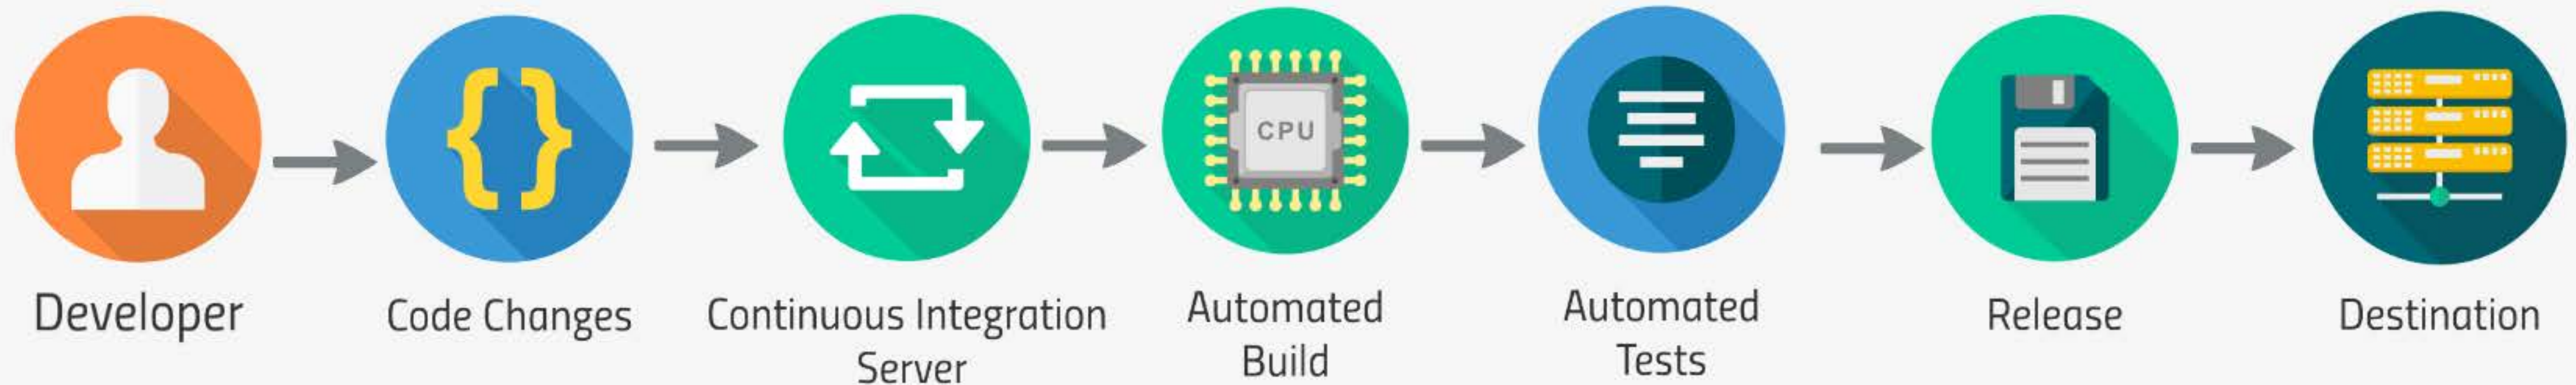 CPU
Developer
Code Changes
Continuous Integration
Server
Automated
Build
Automated
Tests
Release
Destination